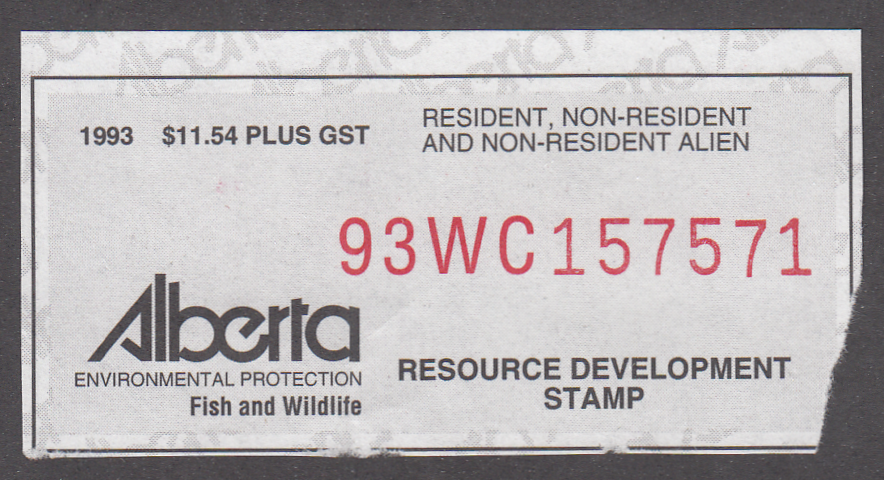 1993 $11.54 PLUS GST
RESIDENT, NON-RESIDENT
AND NON-RESIDENT ALIEN
93WC157571
Alberta
ENVIRONMENTAL PROTECTION
Fish and Wildlife
RESOURCE DEVELOPMENT
STAMP